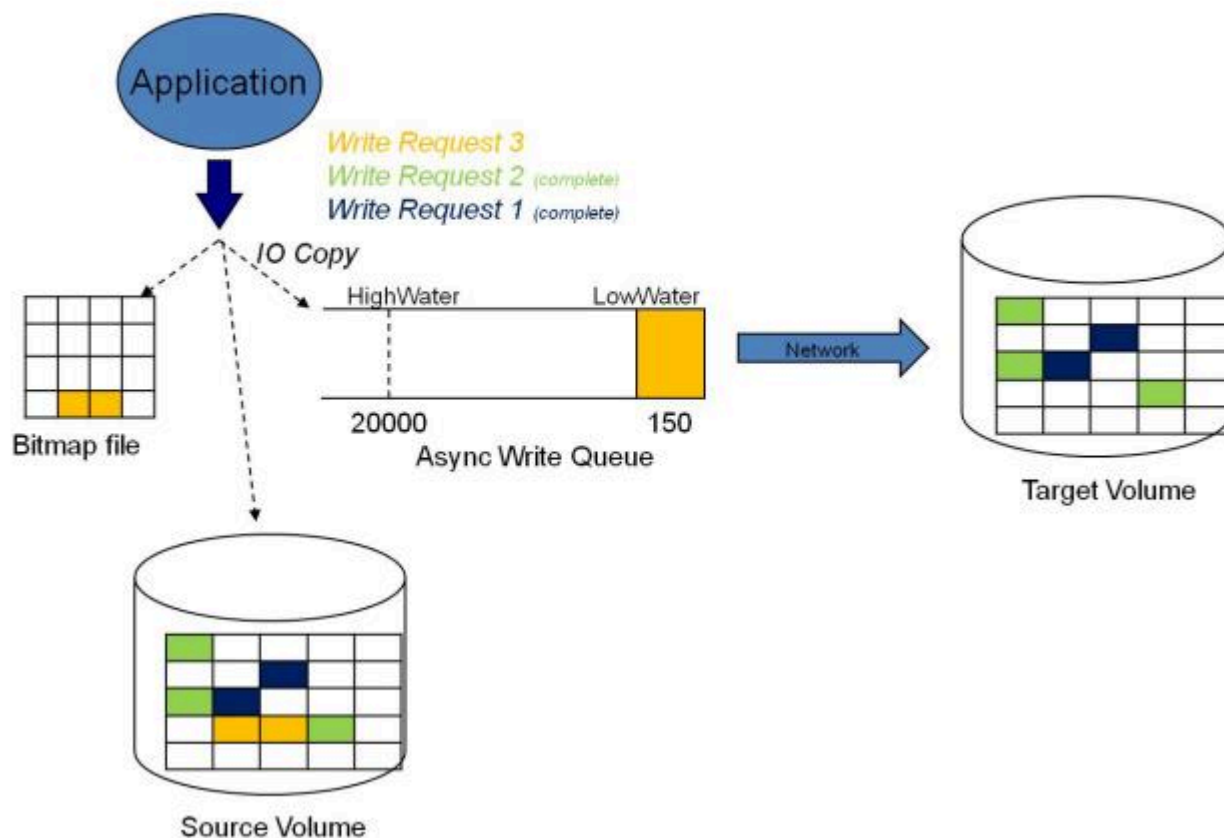 Application
Write Request 3
Write Request 2 (complete)
Write Request 1 (complete)
IO Copy
HighWater
LowWater
Network
20000
150
Bitmap file
Async Write Queue
Target Volume
Source Volume